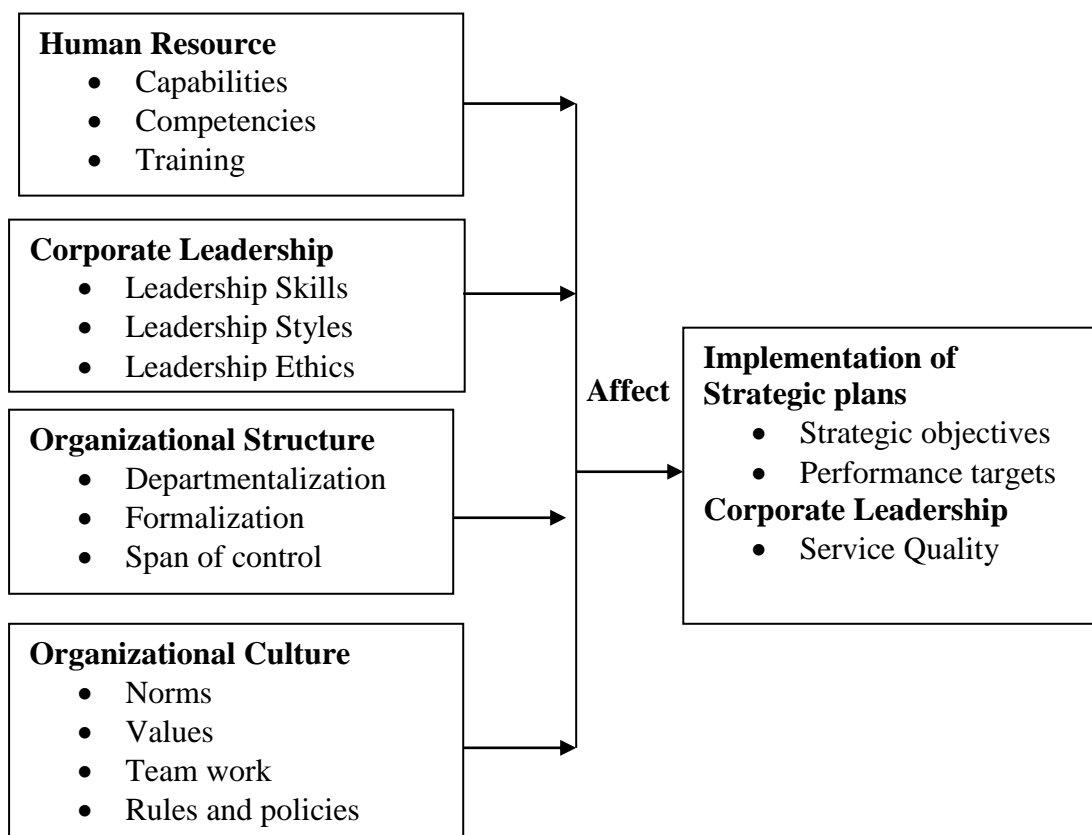 Human Resource
• Capabilities
• Competencies
• Training
Corporate Leadership
• Leadership Skills
• Leadership Styles
• Leadership Ethics
Organizational Structure
• Departmentalization
• Formalization
• Span of control
Organizational Culture
• Norms
• Values
• Team work
• Rules and policies
Affect
Implementation of
Strategic plans
• Strategic objectives
• Performance targets
Corporate Leadership
• Service Quality